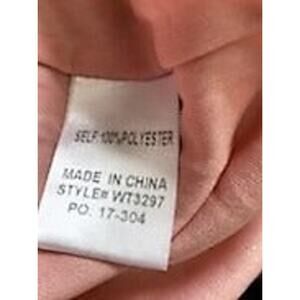 SELF:100%POLYESTER
MADE IN CHINA
STYLE# WT3297
PO. 17-304